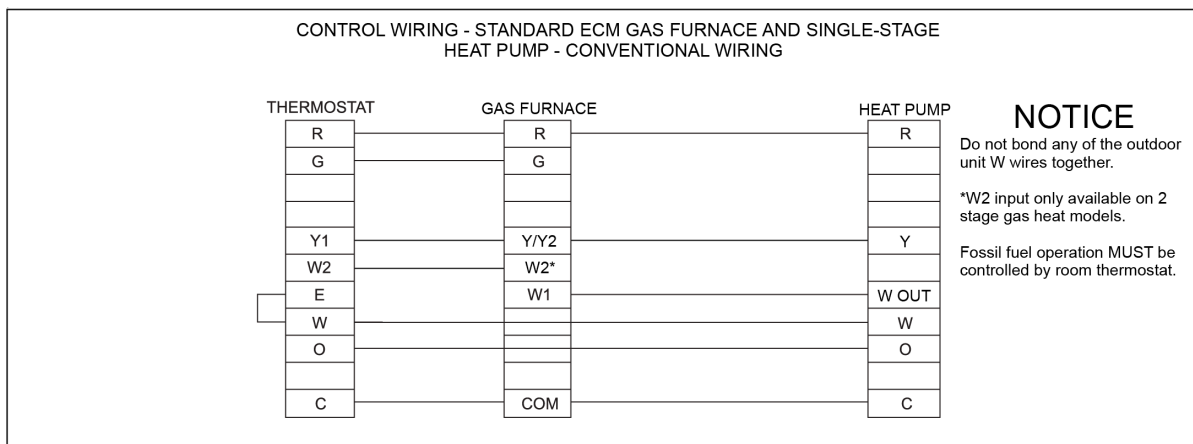 CONTROL WIRING - STANDARD ECM GAS FURNACE AND SINGLE-STAGE
HEAT PUMP - CONVENTIONAL WIRING
THERMOSTAT
R
G
Y1
W2
E
W
O
C
GAS FURNACE
R
G
Y/Y2
W2*
W1
COM
HEAT PUMP
R
Y
W OUT
W
O
C
NOTICE
Do not bond any of the outdoor
unit W wires together.
*W2 input only available on 2
stage gas heat models.
Fossil fuel operation MUST be
controlled by room thermostat.